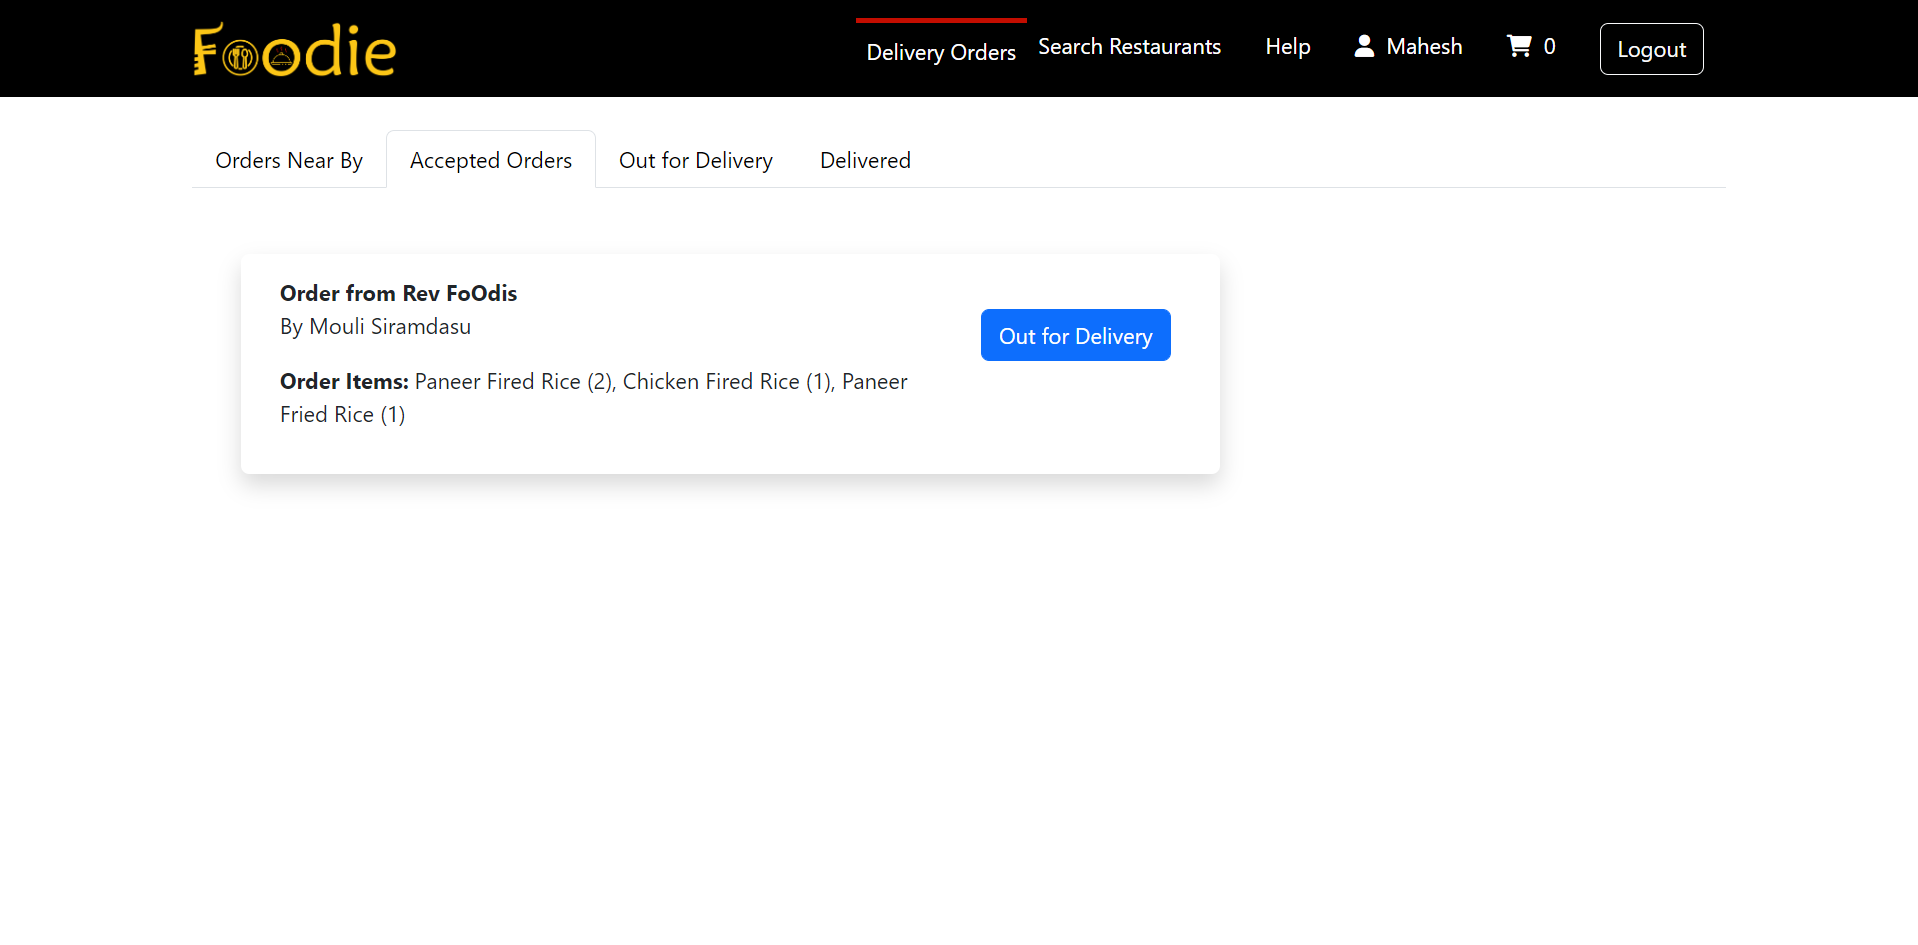 Foodie
Delivery Orders
Search Restaurants
Help
Mahesh
0
Logout
Orders Near By
Accepted Orders
Out for Delivery
Delivered
Order from Rev FoOdis
By Mouli Siramdasu
Out for Delivery
Order Items: Paneer Fired Rice (2), Chicken Fired Rice (1), Paneer
Fried Rice (1)